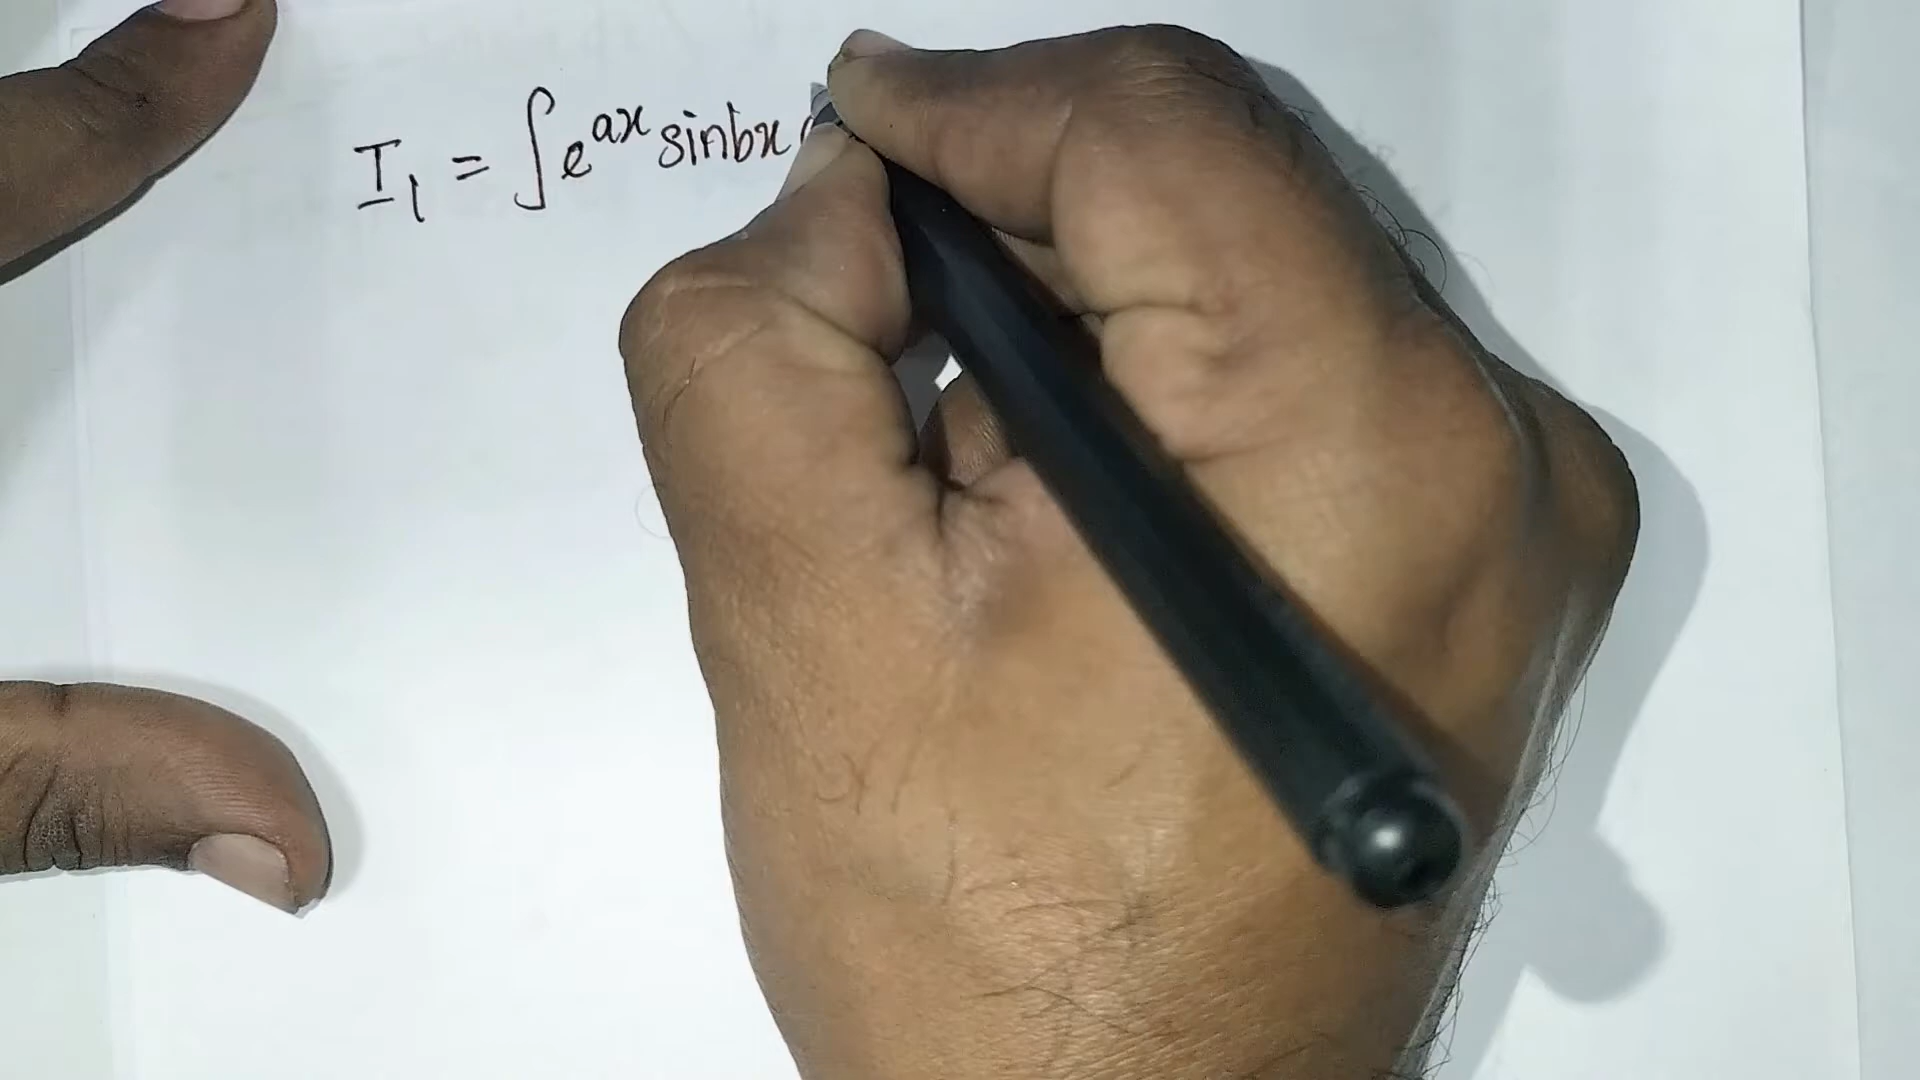 I₁ = ∫e^{ax} sinbx